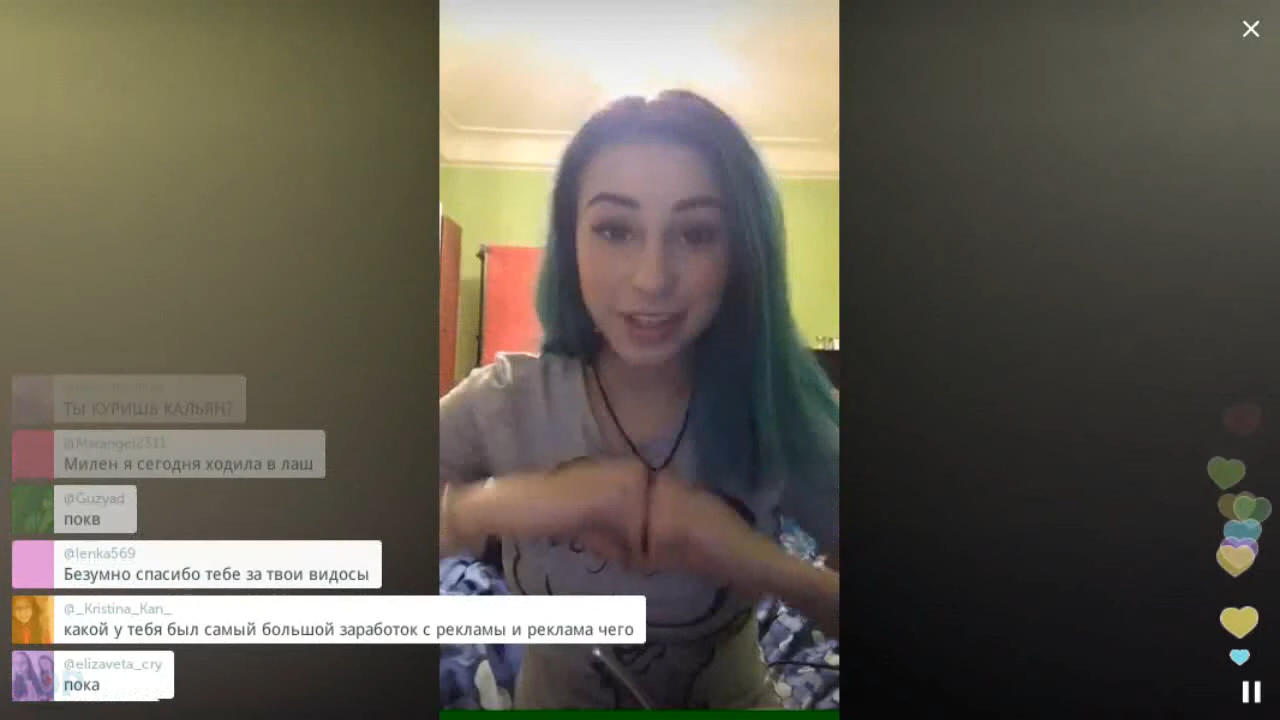 ТЫ КУРИШЬ КАЛЬЯН?
@Marangel2311
Милен я сегодня ходила в лаш
@Guzyad
покв
@lenka569
Безумно спасибо тебе за твои видосы
@_Kristina_Kan_
какой у тебя был самый большой заработок с рекламы и реклама чего
@elizaveta_cry
пока